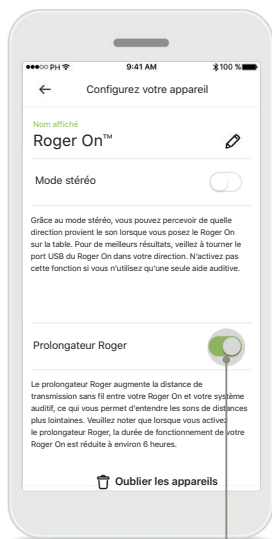 ●●●○○ PH 9:41 AM 100 %
Configurez votre appareil
Nom affiché
Roger On™
Mode stéréo
Grâce au mode stéréo, vous pouvez percevoir de quelle
direction provient le son lorsque vous posez le Roger On
sur la table. Pour de meilleurs résultats, veillez à tourner le
port USB du Roger On dans votre direction. N'activez pas
cette fonction si vous n'utilisez qu'une seule aide auditive.
Prolongateur Roger
Le prolongateur Roger augmente la distance de
transmission sans fil entre votre Roger On et votre système
auditif, ce qui vous permet d'entendre les sons de distances
plus lointaines. Veuillez noter que lorsque vous activez
le prolongateur Roger, la durée de fonctionnement de votre
Roger On est réduite à environ 6 heures.
Oublier les appareils